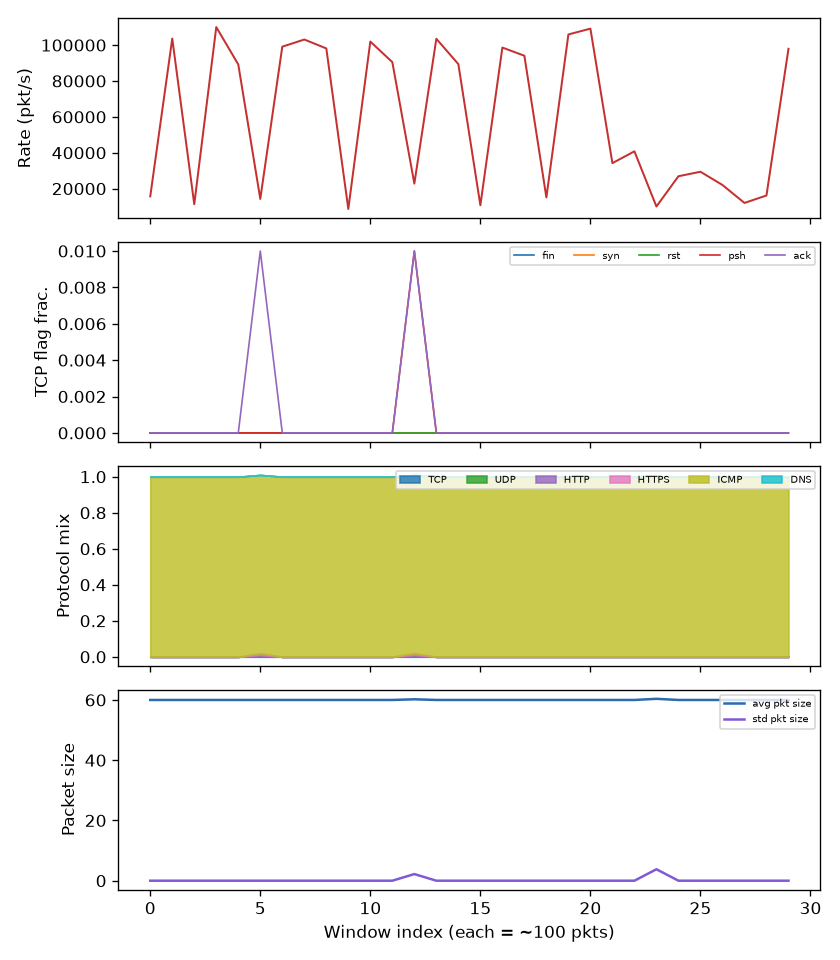 Rate (pkt/s)
100000
80000
60000
40000
20000
TCP flag frac.
0.010
0.008
0.006
0.004
0.002
0.000
fin syn rst psh ack
Protocol mix
1.0
0.8
0.6
0.4
0.2
0.0
TCP UDP HTTP HTTPS ICMP DNS
Packet size
60
40
20
0
avg pkt size
std pkt size
0 5 10 15 20 25 30
Window index (each = ~100 pkts)